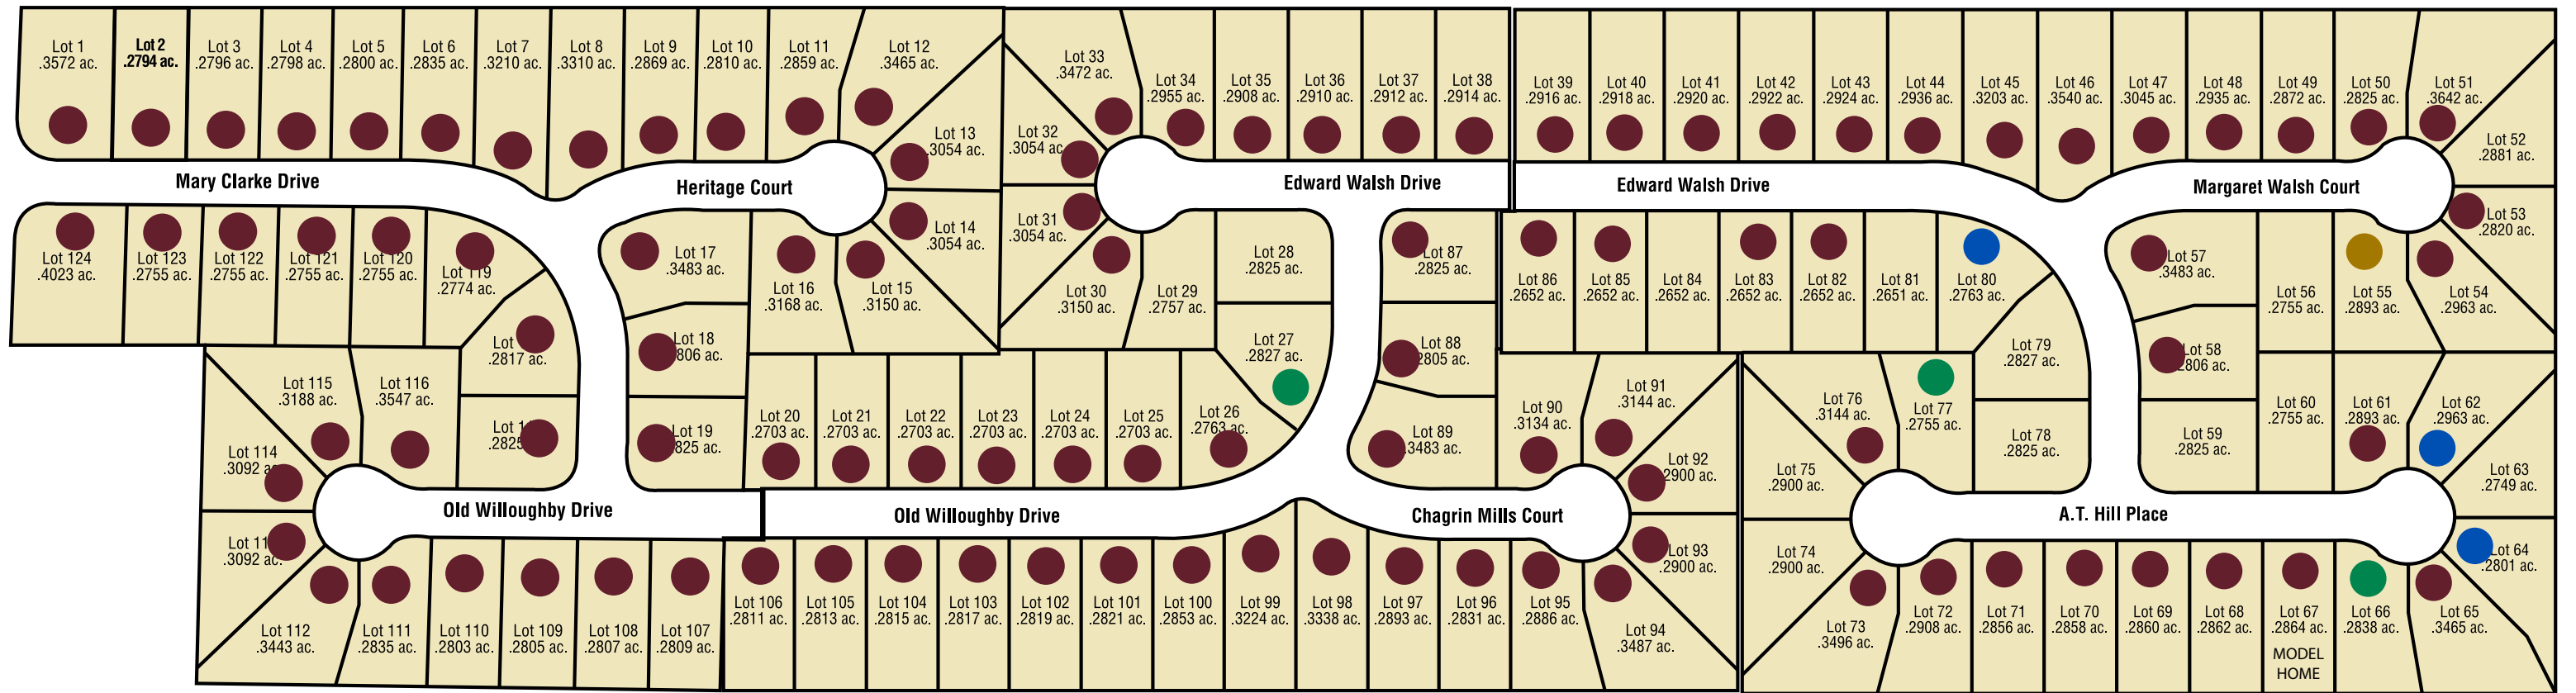 Lot 1
.3572 ac.
Lot 2
.2794 ac.
Lot 3
.2796 ac.
Lot 4
.2798 ac.
Lot 5
.2800 ac.
Lot 6
.2835 ac.
Lot 7
.3210 ac.
Lot 8
.3310 ac.
Lot 9
.2869 ac.
Lot 10
.2810 ac.
Lot 11
.2859 ac.
Lot 12
.3465 ac.
Lot 13
.3054 ac.
Lot 14
.3054 ac.
Lot 15
.3150 ac.
Lot 16
.3168 ac.
Lot 17
.3483 ac.
Lot 18
806 ac.
Lot 19
825 ac.
Mary Clarke Drive
Heritage Court
Lot 124
.4023 ac.
Lot 123
.2755 ac.
Lot 122
.2755 ac.
Lot 121
.2755 ac.
Lot 120
.2755 ac.
Lot 119
.2774 ac.
Lot
.2817 ac.
Lot
.2825
Lot 116
.3547 ac.
Lot 115
.3188 ac.
Lot 114
.3092 ac.
Lot
.3092 ac.
Lot 112
.3443 ac.
Lot 111
.2835 ac.
Lot 110
.2803 ac.
Lot 109
.2805 ac.
Lot 108
.2807 ac.
Lot 107
.2809 ac.
Old Willoughby Drive
Lot 33
.3472 ac.
Lot 34
.2955 ac.
Lot 35
.2908 ac.
Lot 36
.2910 ac.
Lot 37
.2912 ac.
Lot 38
.2914 ac.
Lot 32
.3054 ac.
Lot 31
.3054 ac.
Lot 30
.3150 ac.
Lot 29
.2757 ac.
Lot 28
.2825 ac.
Lot 27
.2827 ac.
Edward Walsh Drive
Lot 20
.2703 ac.
Lot 21
.2703 ac.
Lot 22
.2703 ac.
Lot 23
.2703 ac.
Lot 24
.2703 ac.
Lot 25
.2703 ac.
Lot 26
.2763 ac.
Lot 87
.2825 ac.
Lot 88
2805 ac.
Lot 89
.3483 ac.
Lot 90
.3134 ac.
Lot 91
.3144 ac.
Lot 92
.2900 ac.
Lot 93
.2900 ac.
Lot 94
.3487 ac.
Old Willoughby Drive
Chagrin Mills Court
Lot 106
.2811 ac.
Lot 105
.2813 ac.
Lot 104
.2815 ac.
Lot 103
.2817 ac.
Lot 102
.2819 ac.
Lot 101
.2821 ac.
Lot 100
.2853 ac.
Lot 99
.3224 ac.
Lot 98
.3338 ac.
Lot 97
.2893 ac.
Lot 96
.2831 ac.
Lot 95
.2886 ac.
Lot 39
.2916 ac.
Lot 40
.2918 ac.
Lot 41
.2920 ac.
Lot 42
.2922 ac.
Lot 43
.2924 ac.
Lot 44
.2936 ac.
Lot 45
.3203 ac.
Lot 46
.3540 ac.
Lot 47
.3045 ac.
Lot 48
.2935 ac.
Lot 49
.2872 ac.
Lot 50
.2825 ac.
Lot 51
.3642 ac.
Lot 52
.2881 ac.
Lot 53
.2820 ac.
Lot 54
.2963 ac.
Edward Walsh Drive
Margaret Walsh Court
Lot 86
.2652 ac.
Lot 85
.2652 ac.
Lot 84
.2652 ac.
Lot 83
.2652 ac.
Lot 82
.2652 ac.
Lot 81
.2651 ac.
Lot 80
.2763 ac.
Lot 79
.2827 ac.
Lot 78
.2825 ac.
Lot 57
.3483 ac.
Lot 58
2806 ac.
Lot 59
.2825 ac.
Lot 56
.2755 ac.
Lot 55
.2893 ac.
Lot 60
.2755 ac.
Lot 61
.2893 ac.
Lot 62
.2963 ac.
Lot 63
.2749 ac.
Lot 64
.2801 ac.
Lot 65
.3465 ac.
Lot 76
.3144 ac.
Lot 77
.2755 ac.
Lot 75
.2900 ac.
Lot 74
.2900 ac.
Lot 73
.3496 ac.
A.T. Hill Place
Lot 72
.2908 ac.
Lot 71
.2856 ac.
Lot 70
.2858 ac.
Lot 69
.2860 ac.
Lot 68
.2862 ac.
Lot 67
.2864 ac.
MODEL
HOME
Lot 66
.2838 ac.